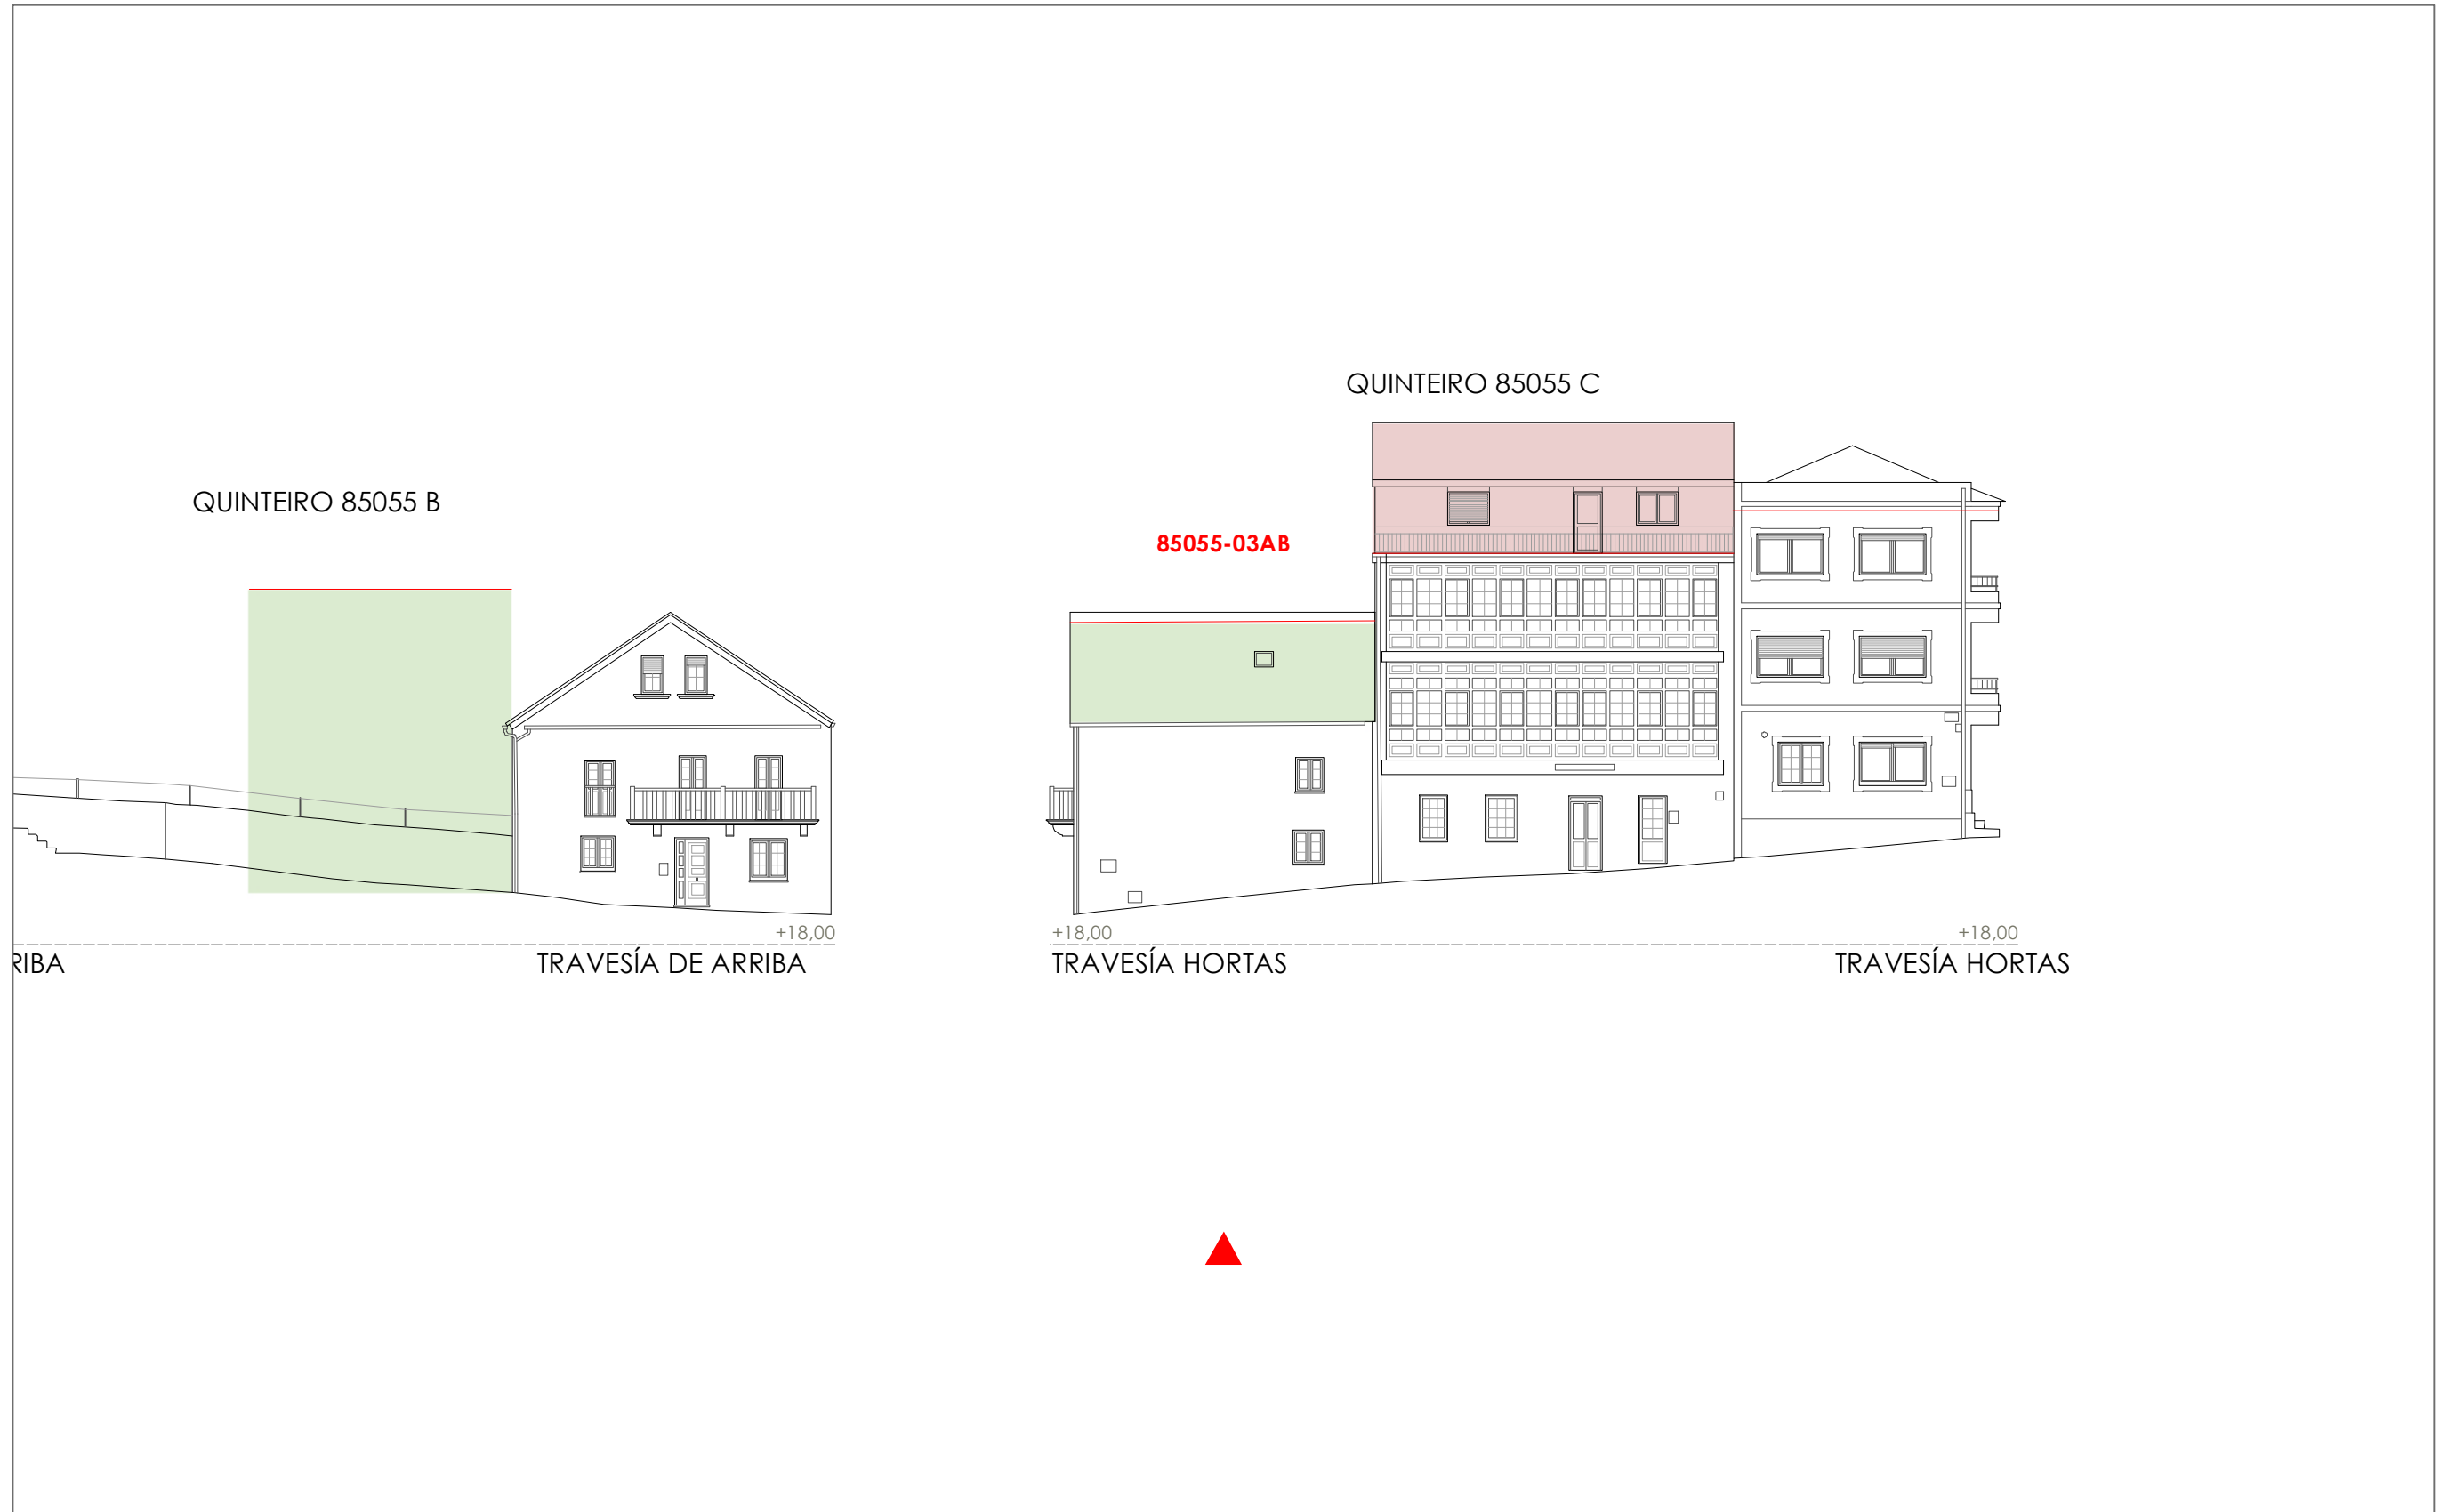 QUINTEIRO 85055 C
QUINTEIRO 85055 B
85055-03AB
+18,00
+18,00
+18,00
RIBA
TRAVESÍA DE ARRIBA
TRAVESÍA HORTAS
TRAVESÍA HORTAS